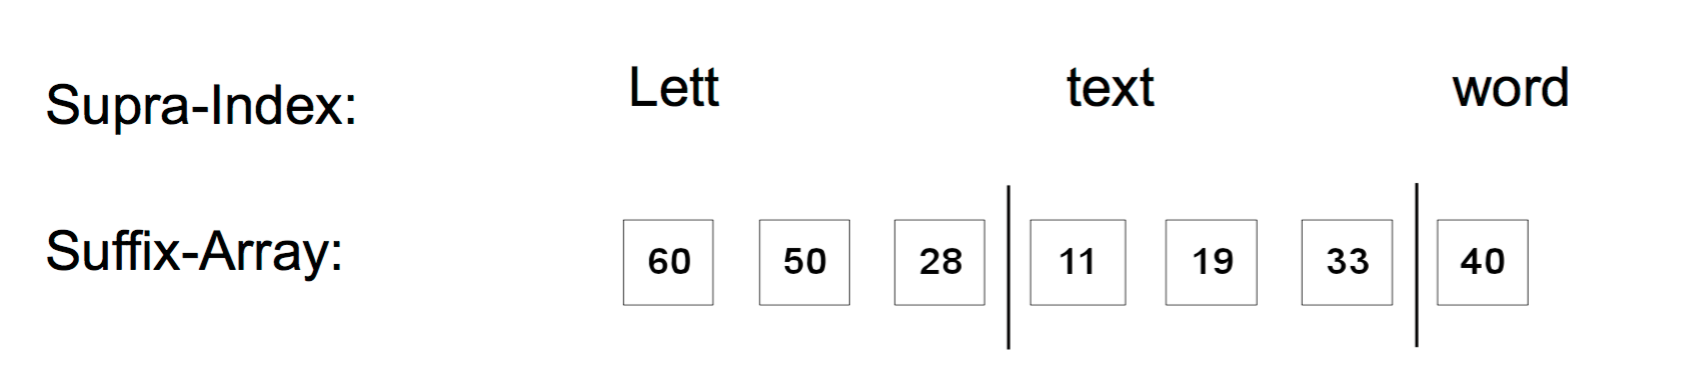 Supra-Index: Lett text word
Suffix-Array: 60 50 28 11 19 33 40